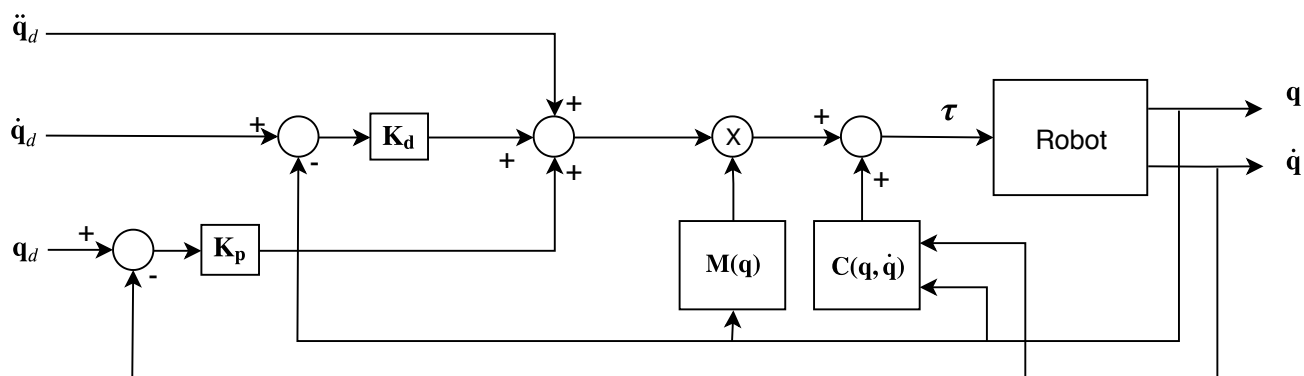 q̈d
+
q̇d + - Kd + X + τ Robot q
+
q̇
+
qd + - Kp
M(q) C(q, q̇)